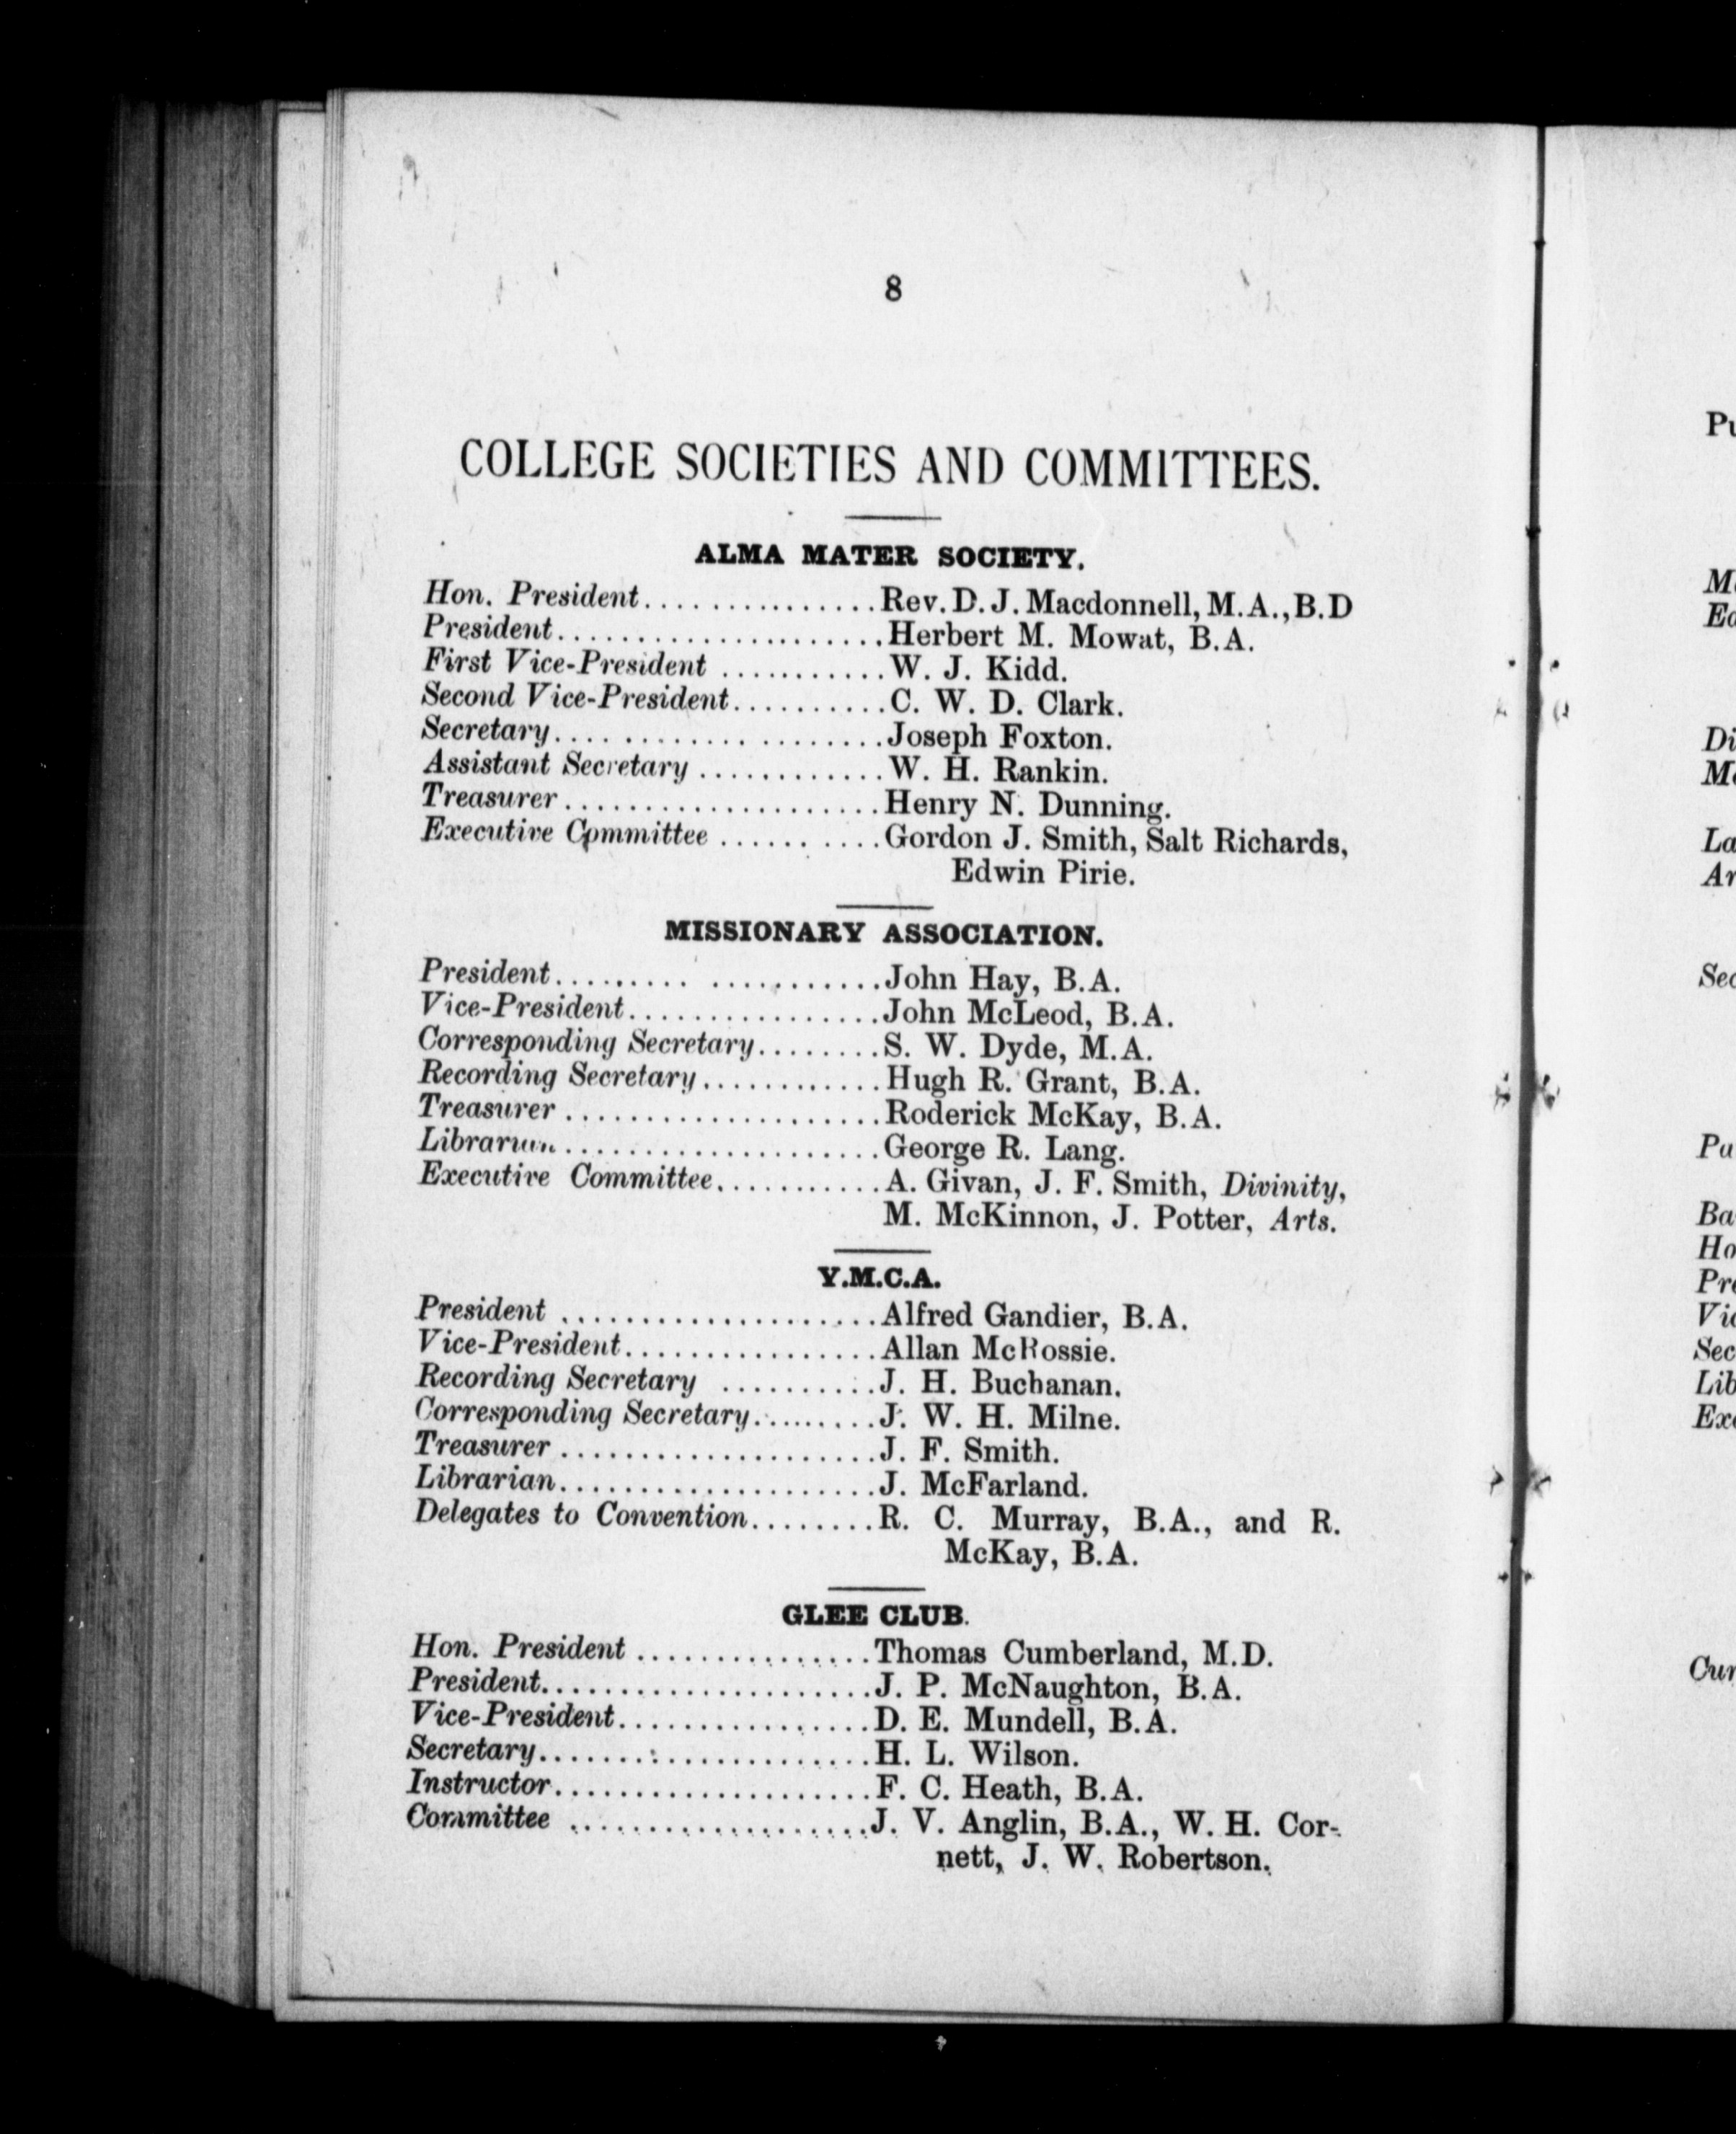 8
COLLEGE SOCIETIES AND COMMITTEES.
ALMA MATER SOCIETY.
Hon. President...............Rev. D. J. Macdonnell, M.A., B.D
President.....................Herbert M. Mowat, B.A.
First Vice-President ...........W. J. Kidd.
Second Vice-President..........C. W. D. Clark.
Secretary.....................Joseph Foxton.
Assistant Secretary ............W. H. Rankin.
Treasurer....................Henry N. Dunning.
Executive Committee ...........Gordon J. Smith, Salt Richards,
Edwin Pirie.
MISSIONARY ASSOCIATION.
President.....................John Hay, B.A.
Vice-President................John McLeod, B.A.
Corresponding Secretary........S. W. Dyde, M.A.
Recording Secretary............Hugh R. Grant, B.A.
Treasurer ....................Roderick McKay, B.A.
Librarian.....................George R. Lang.
Executive Committee...........A. Givan, J. F. Smith, Divinity,
M. McKinnon, J. Potter, Arts.
Y.M.C.A.
President ....................Alfred Gandier, B.A.
Vice-President................Allan McRossie.
Recording Secretary ..........J. H. Buchanan.
Corresponding Secretary.........J. W. H. Milne.
Treasurer ....................J. F. Smith.
Librarian.....................J. McFarland.
Delegates to Convention........R. C. Murray, B.A., and R.
McKay, B.A.
GLEE CLUB.
Hon. President ...............Thomas Cumberland, M.D.
President.....................J. P. McNaughton, B.A.
Vice-President................D. E. Mundell, B.A.
Secretary.....................H. L. Wilson.
Instructor.....................F. C. Heath, B.A.
Committee ...................J. V. Anglin, B.A., W. H. Cor-
nett, J. W. Robertson.